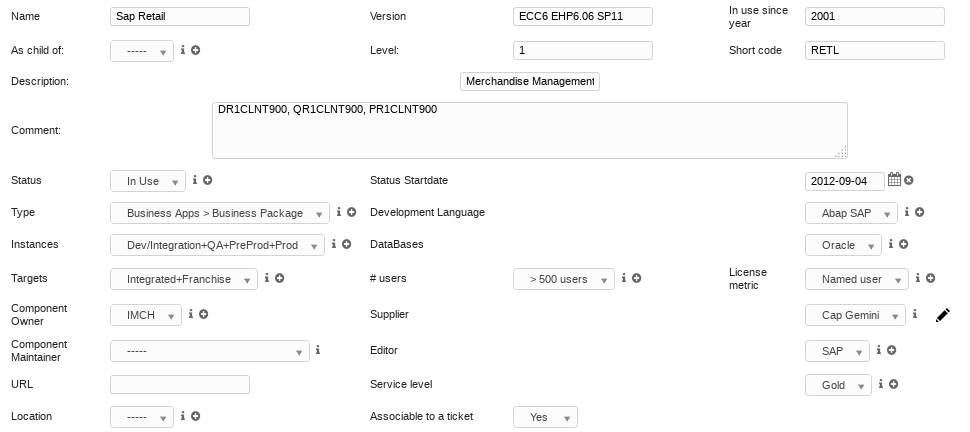 Name Sap Retail Version ECC6 EHP6.06 SP11 In use since year 2001
As child of: ----- Level: 1 Short code RETL
Description: Merchandise Management
Comment: DR1CLNT900, QR1CLNT900, PR1CLNT900
Status In Use Status Startdate 2012-09-04
Type Business Apps > Business Package Development Language Abap SAP
Instances Dev/Integration+QA+PreProd+Prod DataBases Oracle
Targets Integrated+Franchise # users > 500 users License metric Named user
Component Owner IMCH Supplier Cap Gemini
Component Maintainer ----- Editor SAP
URL Service level Gold
Location ----- Associable to a ticket Yes